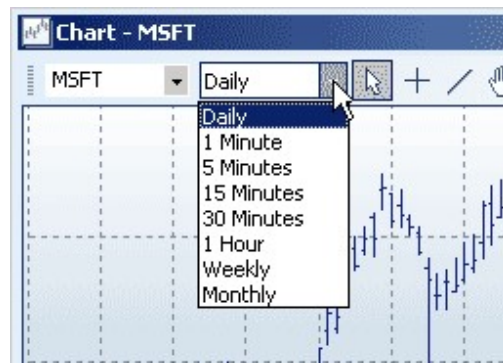 Chart - MSFT
MSFT
Daily
Daily
1 Minute
5 Minutes
15 Minutes
30 Minutes
1 Hour
Weekly
Monthly